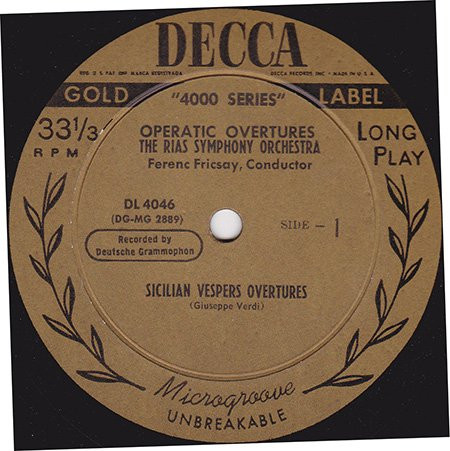 DECCA
REG. U. S. PAT. OFF. MARCA REGISTRADA
DECCA RECORDS INC. • MADE IN U.S.A.
GOLD LABEL
"4000 SERIES"
33 1/3
RPM
LONG
PLAY
OPERATIC OVERTURES
THE RIAS SYMPHONY ORCHESTRA
Ferenc Fricsay, Conductor
DL 4046
(DG-MG 2889)
SIDE - 1
Recorded by
Deutsche Grammophon
SICILIAN VESPERS OVERTURES
(Giuseppe Verdi)
Microgroove
UNBREAKABLE